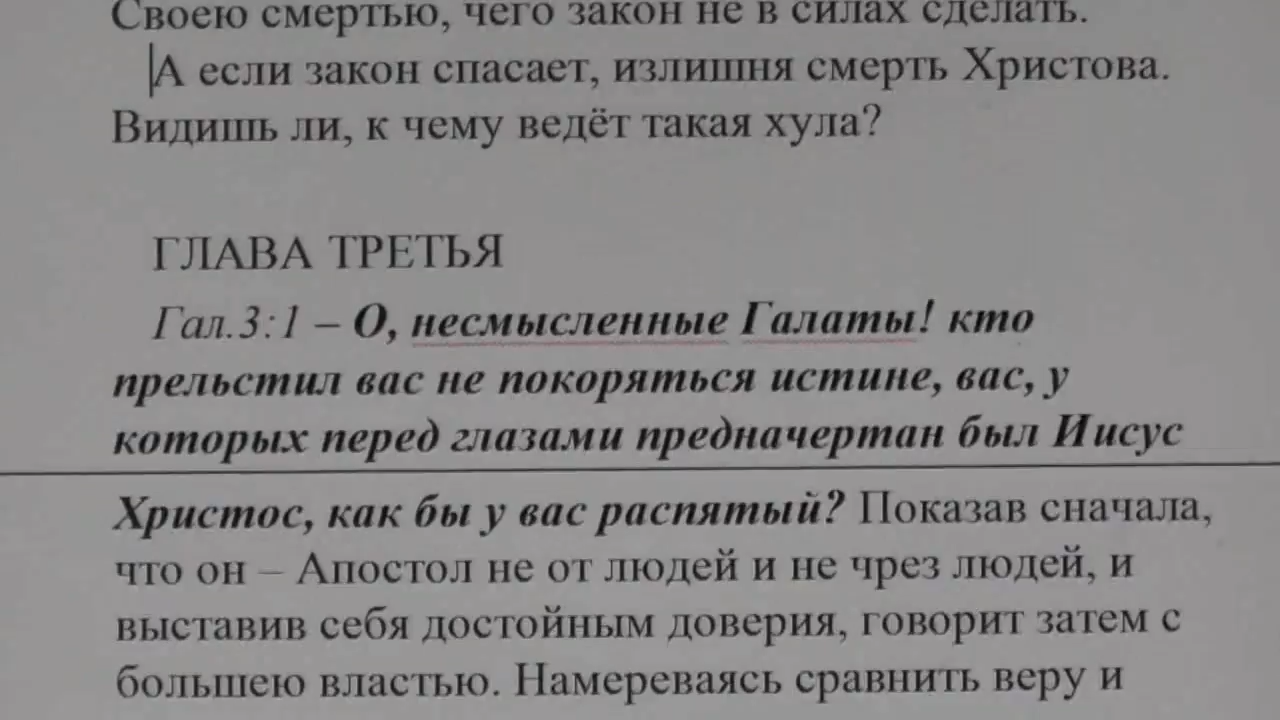 Своею смертью, чего закон не в силах сделать.
А если закон спасает, излишня смерть Христова.
Видишь ли, к чему ведёт такая хула?
ГЛАВА ТРЕТЬЯ
Гал.3:1 – О, несмысленные Галаты! кто
прельстил вас не покоряться истине, вас, у
которых перед глазами предначертан был Иисус
Христос, как бы у вас распятый? Показав сначала,
что он – Апостол не от людей и не чрез людей, и
выставив себя достойным доверия, говорит затем с
большею властью. Намереваясь сравнить веру и